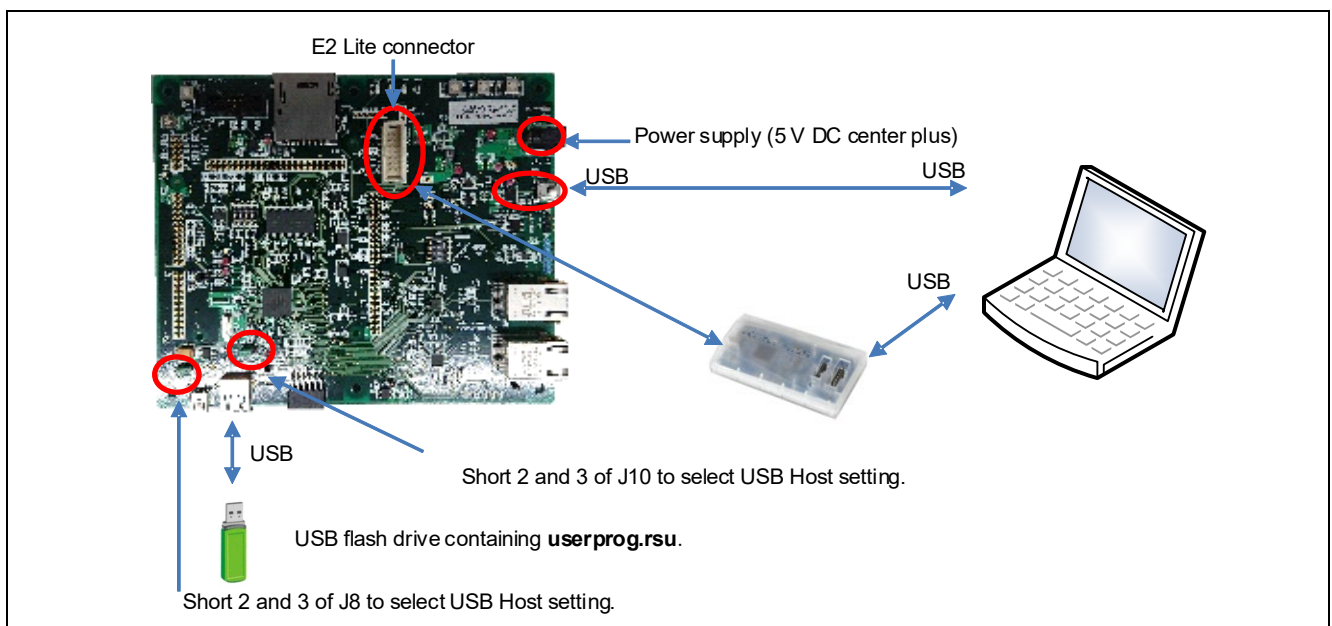 E2 Lite connector
Power supply (5 V DC center plus)
USB
USB
USB
USB
Short 2 and 3 of J10 to select USB Host setting.
USB flash drive containing userprog.rsu.
Short 2 and 3 of J8 to select USB Host setting.